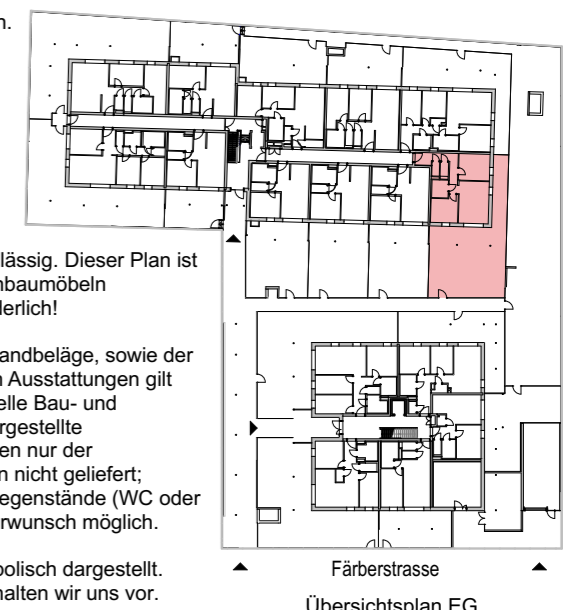 n.
lässig. Dieser Plan ist
nbaumöbeln
derlich!
andbeläge, sowie der
n Ausstattungen gilt
elle Bau- und
rgestellte
en nur der
n nicht geliefert;
egenstände (WC oder
rwunsch möglich.
bolisch dargestellt.
halten wir uns vor.
Färberstrasse
Übersichtsplan EG